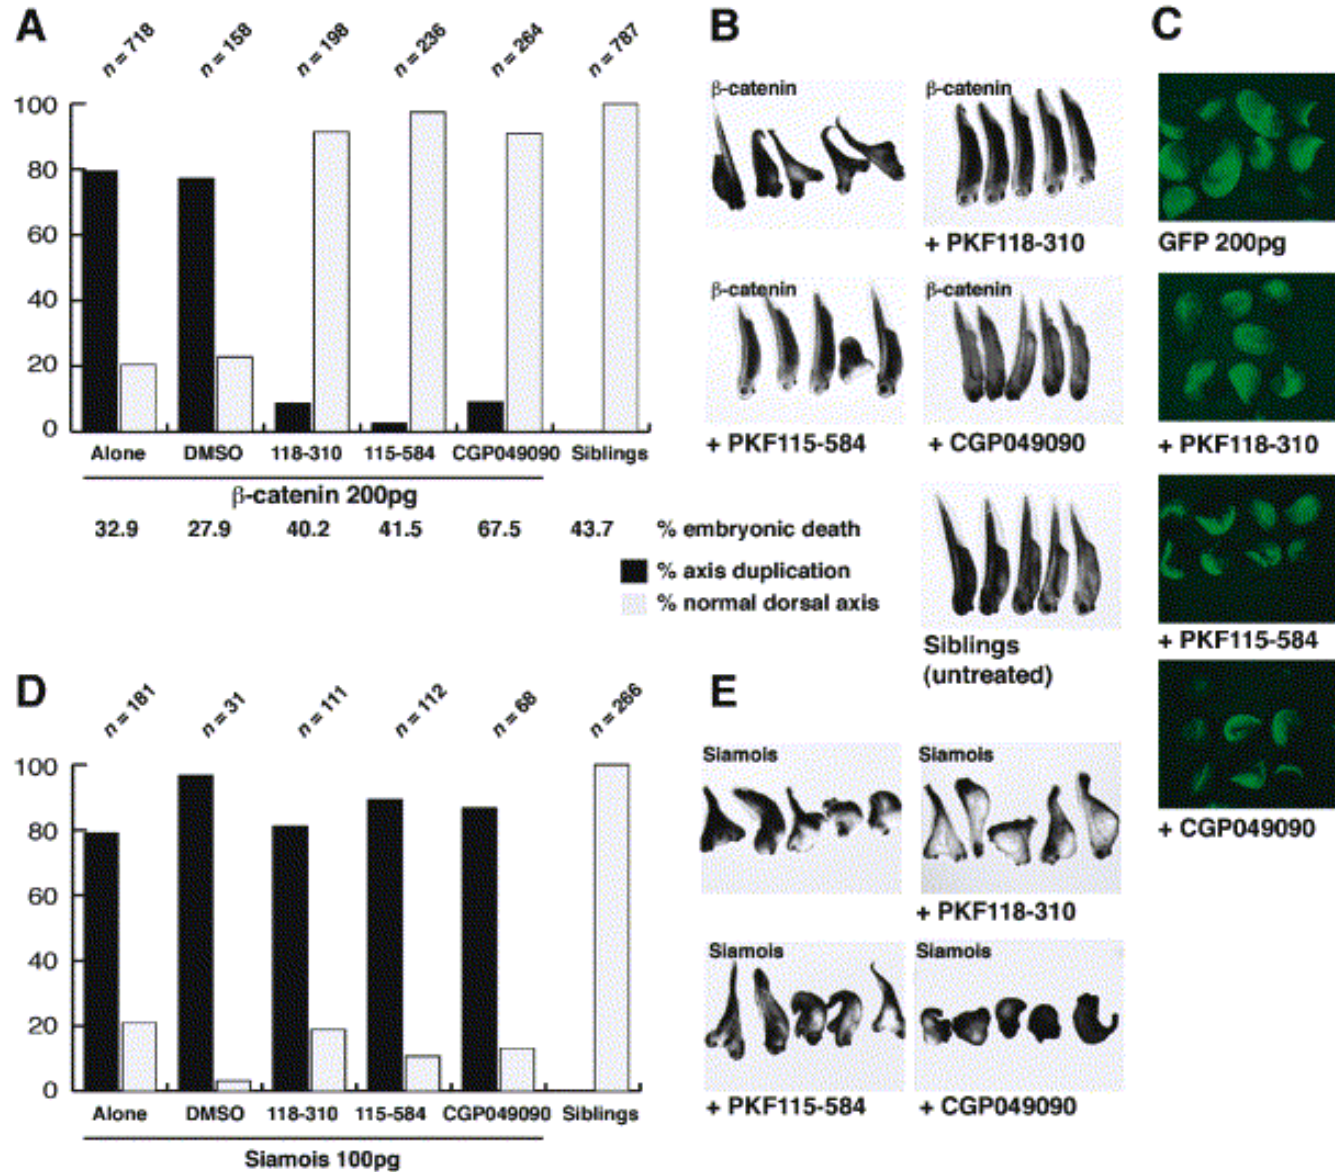 A
n = 718
n = 158
n = 198
n = 236
n = 264
n = 787
100
80
60
40
20
0
Alone DMSO 118-310 115-584 CGP049090 Siblings
β-catenin 200pg
32.9 27.9 40.2 41.5 67.5 43.7 % embryonic death
% axis duplication
% normal dorsal axis
B
β-catenin
β-catenin
+ PKF118-310
β-catenin
β-catenin
+ PKF115-584
+ CGP049090
Siblings
(untreated)
C
GFP 200pg
+ PKF118-310
+ PKF115-584
+ CGP049090
D
n = 181
n = 31
n = 111
n = 112
n = 68
n = 266
100
80
60
40
20
0
Alone DMSO 118-310 115-584 CGP049090 Siblings
Siamois 100pg
E
Siamois
Siamois
+ PKF118-310
Siamois
Siamois
+ PKF115-584
+ CGP049090